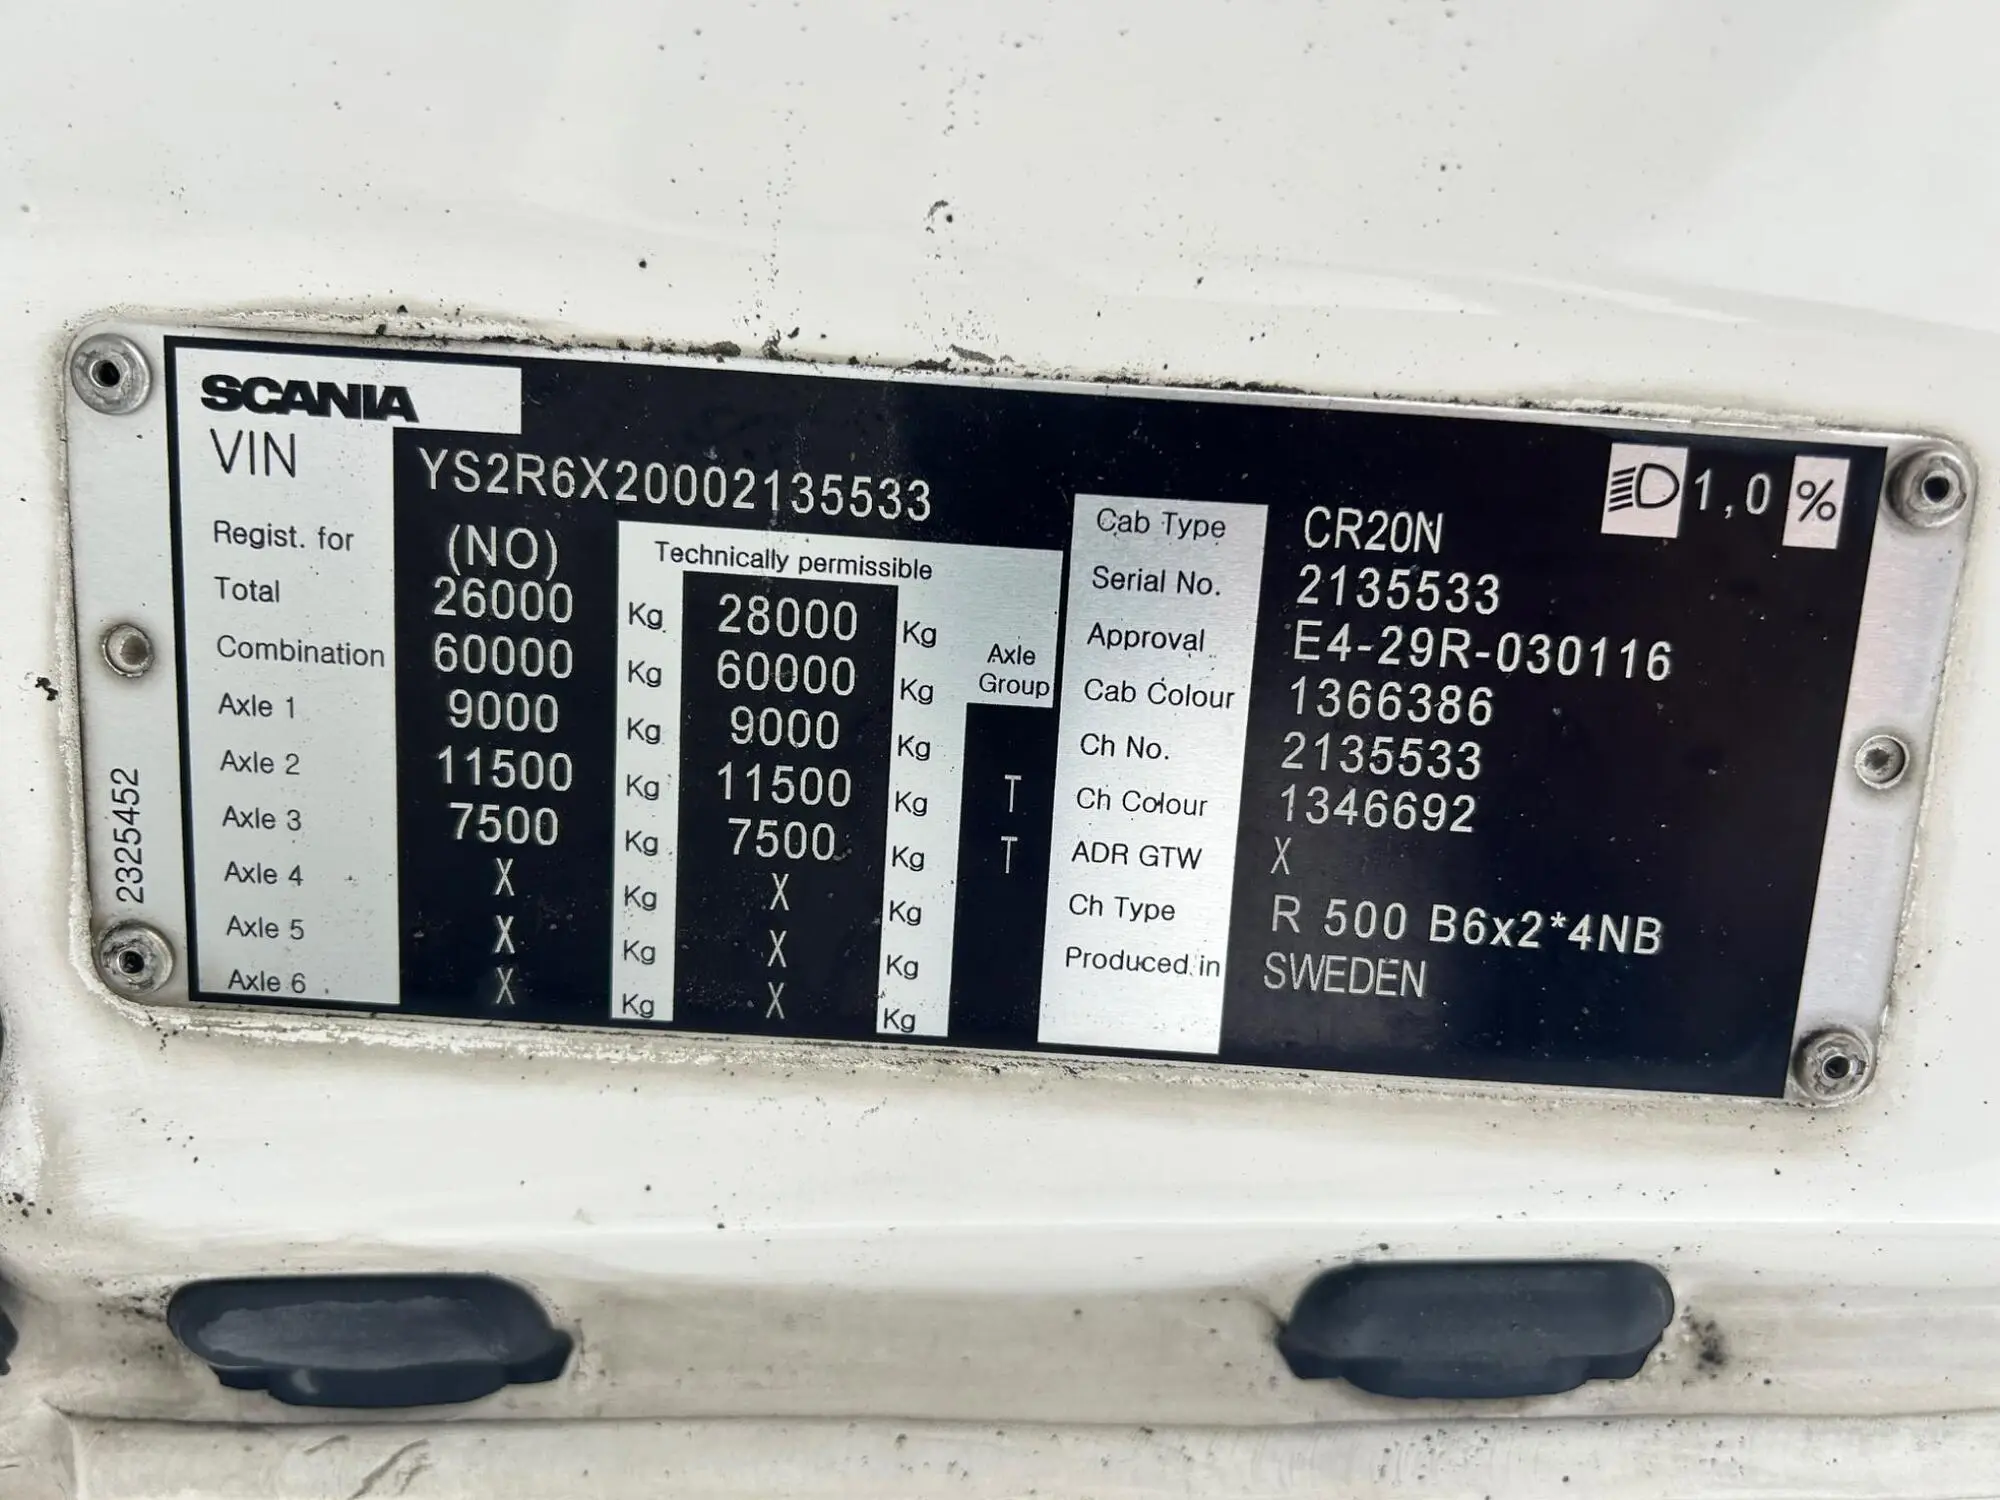 SCANIA
VIN YS2R6X20002135533
Regist. for (NO) Technically permissible
Total 26000 Kg 28000 Kg
Combination 60000 Kg 60000 Kg Axle Group
Axle 1 9000 Kg 9000 Kg
Axle 2 11500 Kg 11500 Kg T
Axle 3 7500 Kg 7500 Kg T
Axle 4 X Kg X Kg
Axle 5 X Kg X Kg
Axle 6 X Kg X Kg
1,0 %
Cab Type CR20N
Serial No. 2135533
Approval E4-29R-030116
Cab Colour 1366386
Ch No. 2135533
Ch Colour 1346692
ADR GTW X
Ch Type R 500 B6x2*4NB
Produced in SWEDEN
2325452